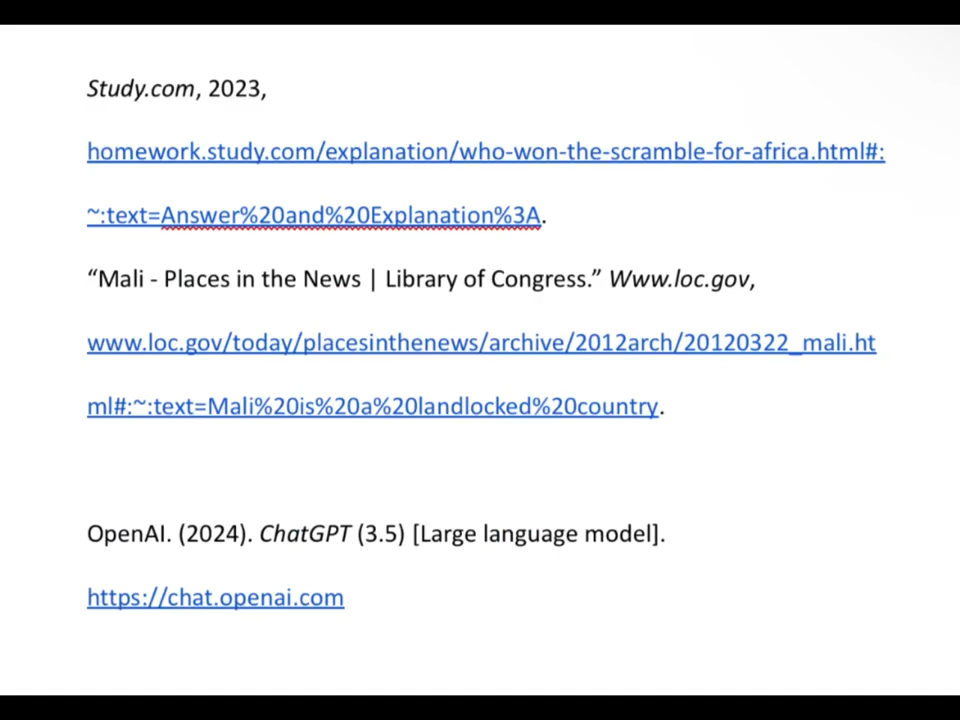 Study.com, 2023,
homework.study.com/explanation/who-won-the-scramble-for-africa.html#:
~:text=Answer%20and%20Explanation%3A.
“Mali - Places in the News | Library of Congress.” Www.loc.gov,
www.loc.gov/today/placesinthenews/archive/2012arch/20120322_mali.ht
ml#:~:text=Mali%20is%20a%20landlocked%20country.
OpenAI. (2024). ChatGPT (3.5) [Large language model].
https://chat.openai.com